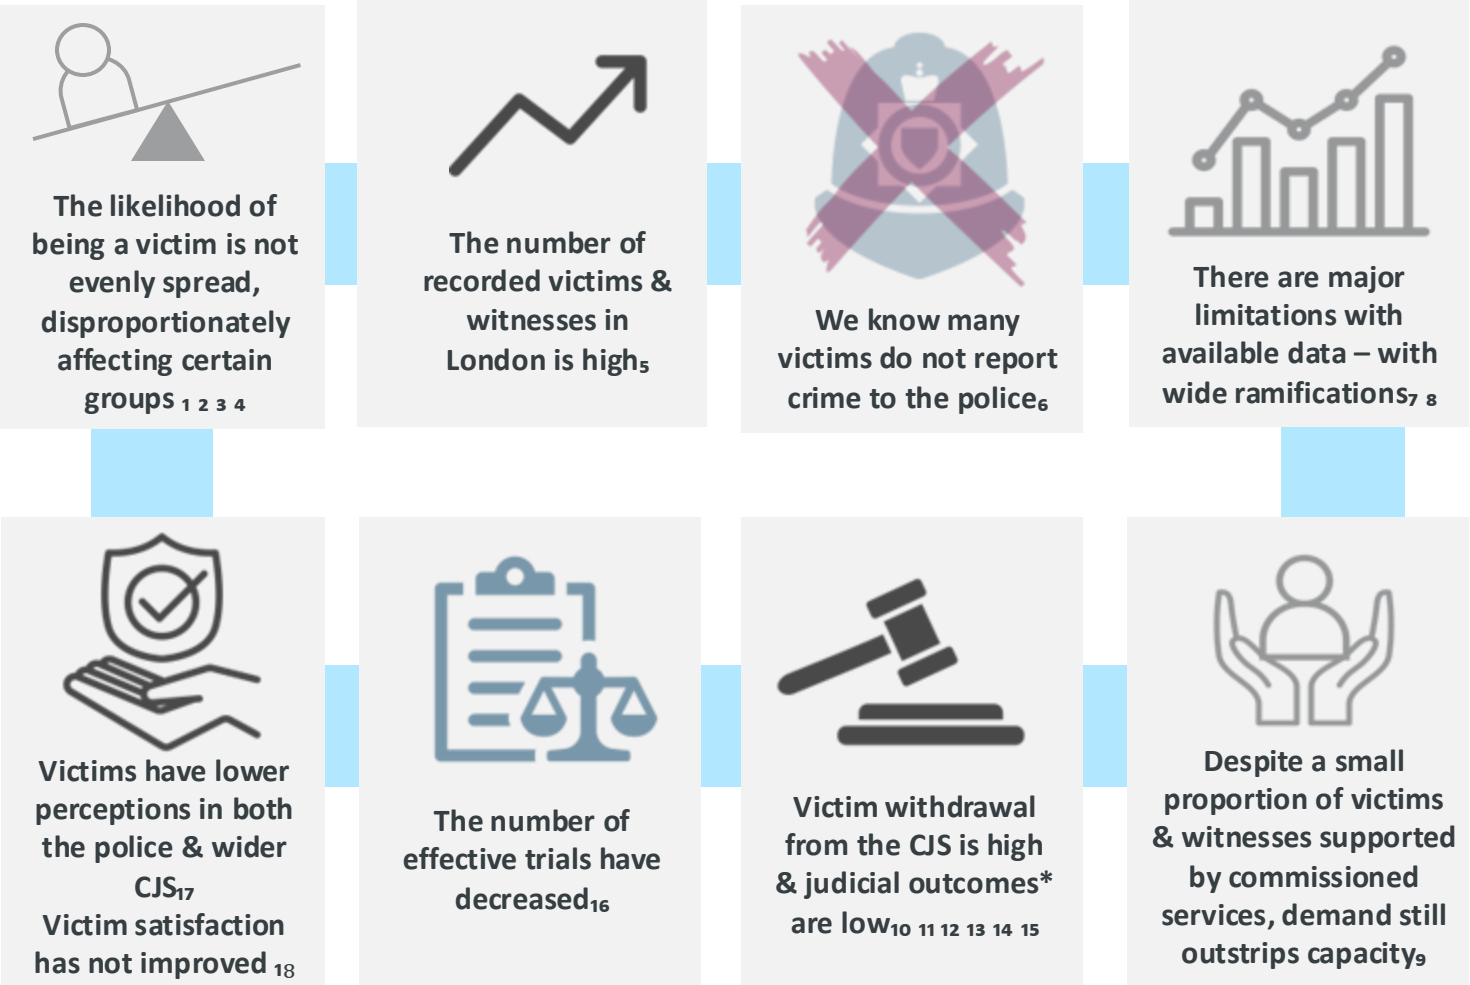 The likelihood of
being a victim is not
evenly spread,
disproportionately
affecting certain
groups 1 2 3 4
The number of
recorded victims &
witnesses in
London is high5
We know many
victims do not report
crime to the police6
There are major
limitations with
available data – with
wide ramifications7 8
Victims have lower
perceptions in both
the police & wider
CJS17
Victim satisfaction
has not improved 18
The number of
effective trials have
decreased16
Victim withdrawal
from the CJS is high
& judicial outcomes*
are low10 11 12 13 14 15
Despite a small
proportion of victims
& witnesses supported
by commissioned
services, demand still
outstrips capacity9